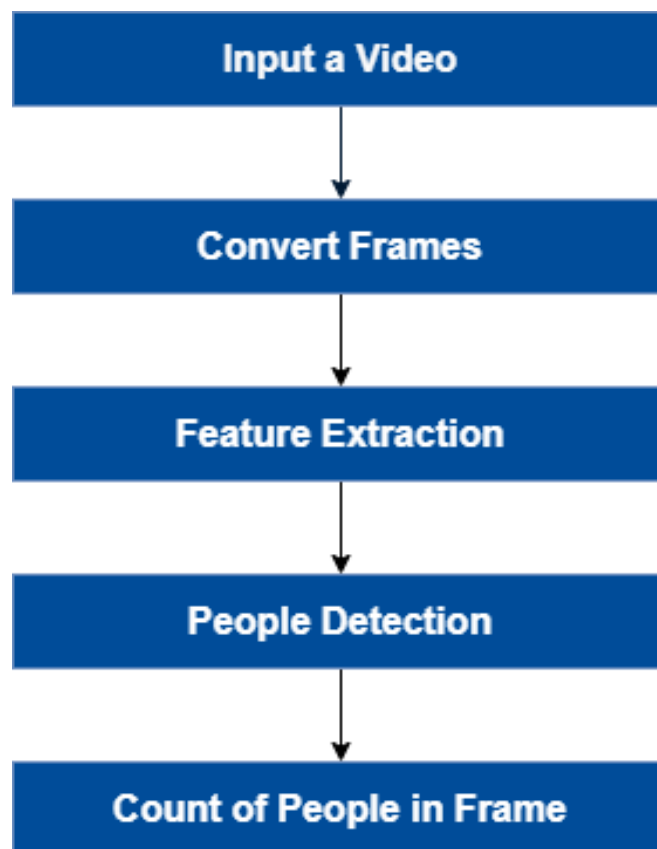 Input a Video
Convert Frames
Feature Extraction
People Detection
Count of People in Frame